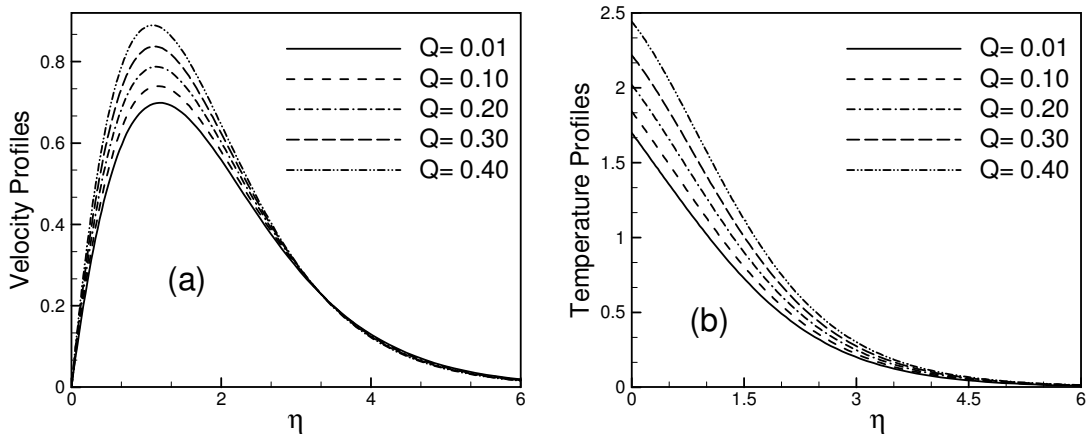 Velocity Profiles
0.8
0.6
0.4
0.2
0
0
2
4
6
η
(a)
Q= 0.01
Q= 0.10
Q= 0.20
Q= 0.30
Q= 0.40
Temperature Profiles
2.5
2
1.5
1
0.5
0
0
1.5
3
4.5
6
η
(b)
Q= 0.01
Q= 0.10
Q= 0.20
Q= 0.30
Q= 0.40